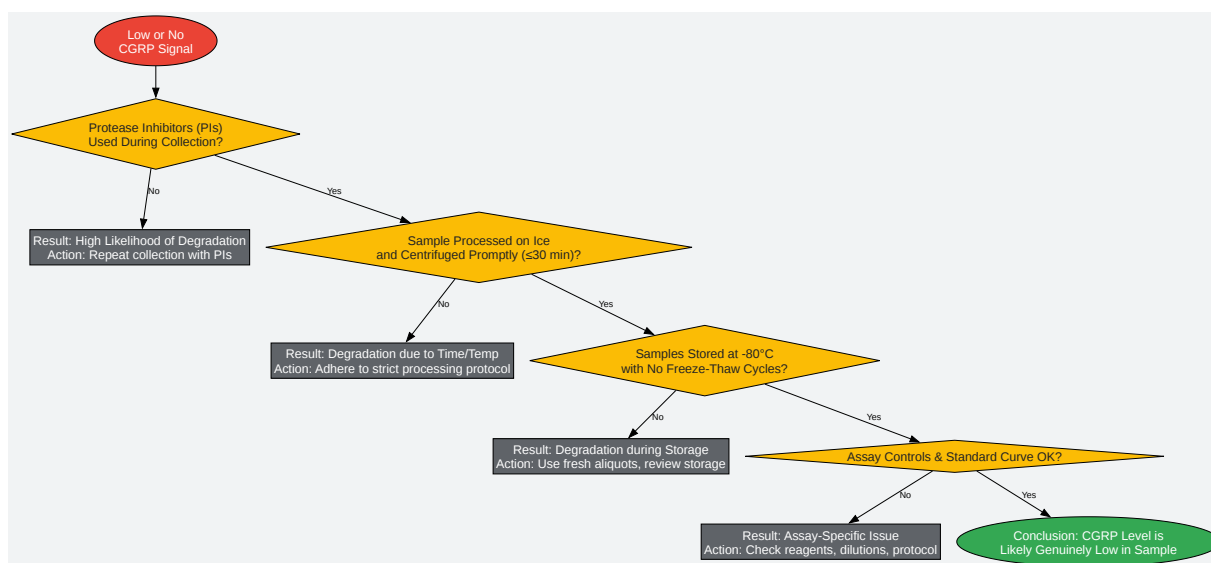 Low or No
CGRP Signal
Protease Inhibitors (PIs)
Used During Collection?
No
Yes
Result: High Likelihood of Degradation
Action: Repeat collection with PIs
Sample Processed on Ice
and Centrifuged Promptly (≤30 min)?
No
Yes
Result: Degradation due to Time/Temp
Action: Adhere to strict processing protocol
Samples Stored at -80°C
with No Freeze-Thaw Cycles?
No
Yes
Result: Degradation during Storage
Action: Use fresh aliquots, review storage
Assay Controls & Standard Curve OK?
No
Yes
Result: Assay-Specific Issue
Action: Check reagents, dilutions, protocol
Conclusion: CGRP Level is
Likely Genuinely Low in Sample